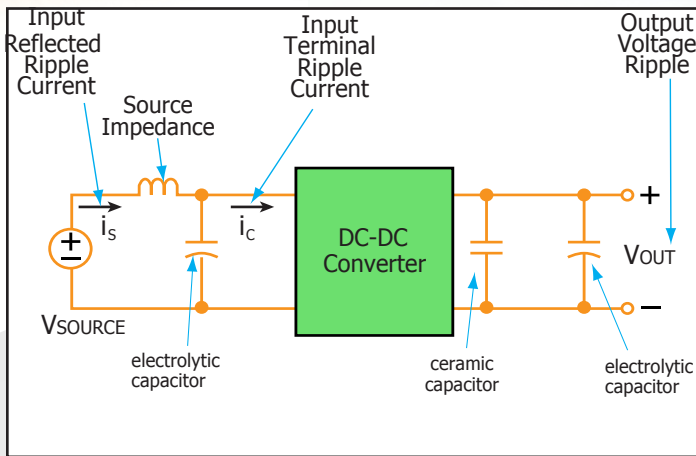 Input
Reflected
Ripple
Current
Source
Impedance
Input
Terminal
Ripple
Current
Output
Voltage
Ripple
iS
iC
+
−
DC-DC
Converter
+
VOUT
−
VSOURCE
electrolytic
capacitor
ceramic
capacitor
electrolytic
capacitor